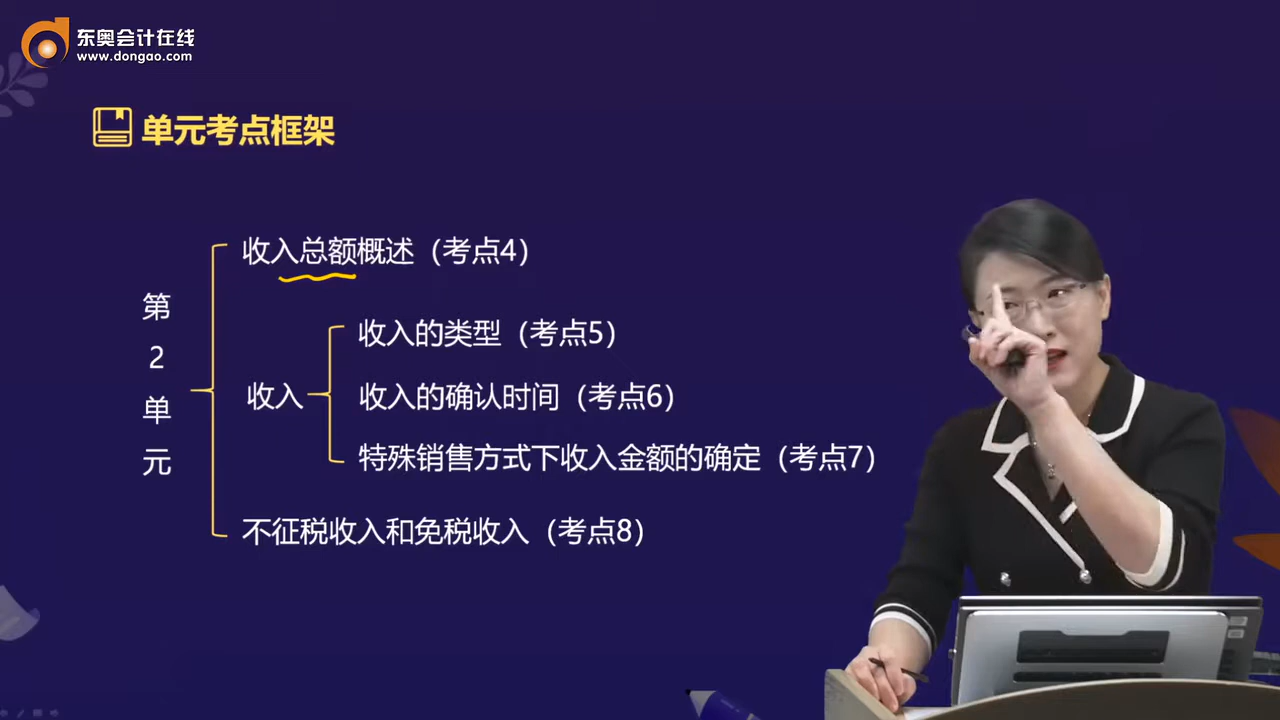 东奥会计在线
www.dongao.com
单元考点框架
第2单元
收入总额概述（考点4）
收入
收入的类型（考点5）
收入的确认时间（考点6）
特殊销售方式下收入金额的确定（考点7）
不征税收入和免税收入（考点8）